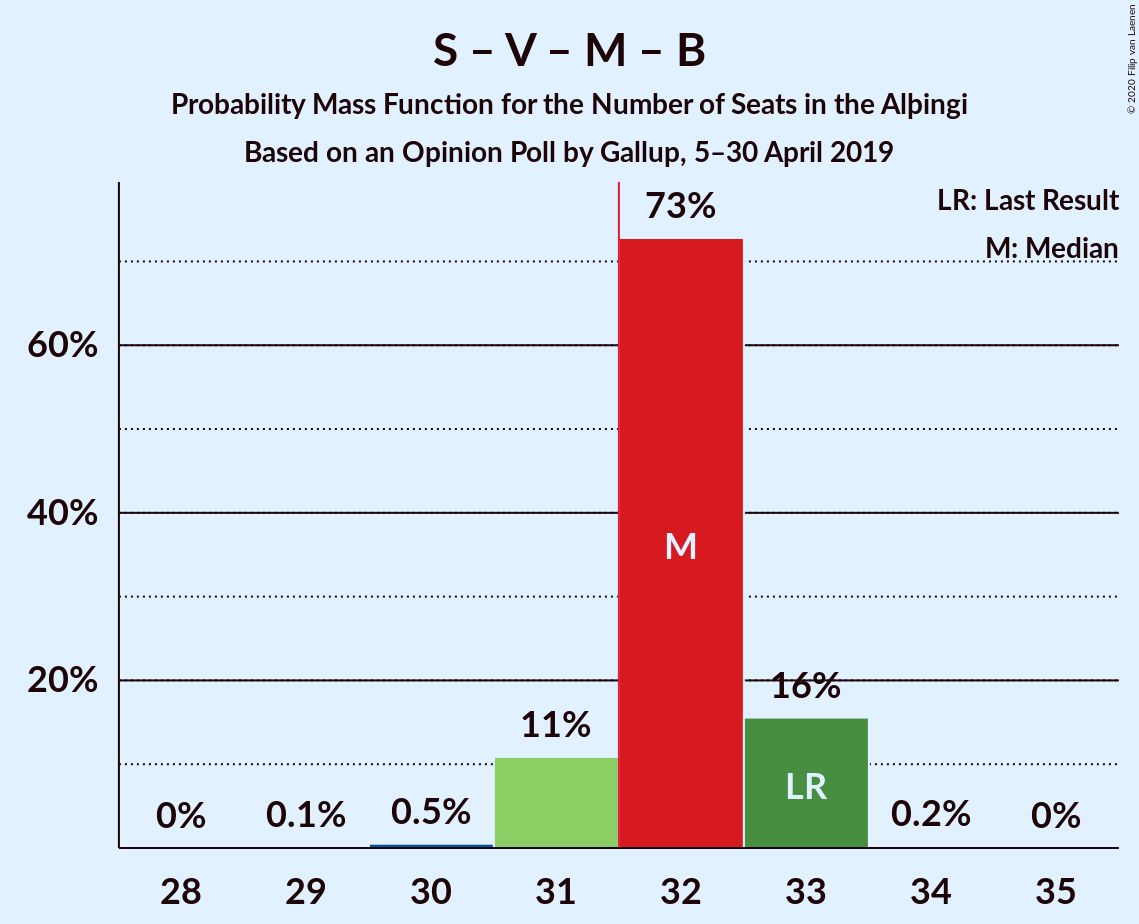 S – V – M – B
Probability Mass Function for the Number of Seats in the Alþingi
Based on an Opinion Poll by Gallup, 5–30 April 2019
© 2020 Filip van Laenen
LR: Last Result
M: Median
73%
60%
40%
M
20%
16%
11%
LR
0%
0.1%
0.5%
0.2%
0%
28
29
30
31
32
33
34
35